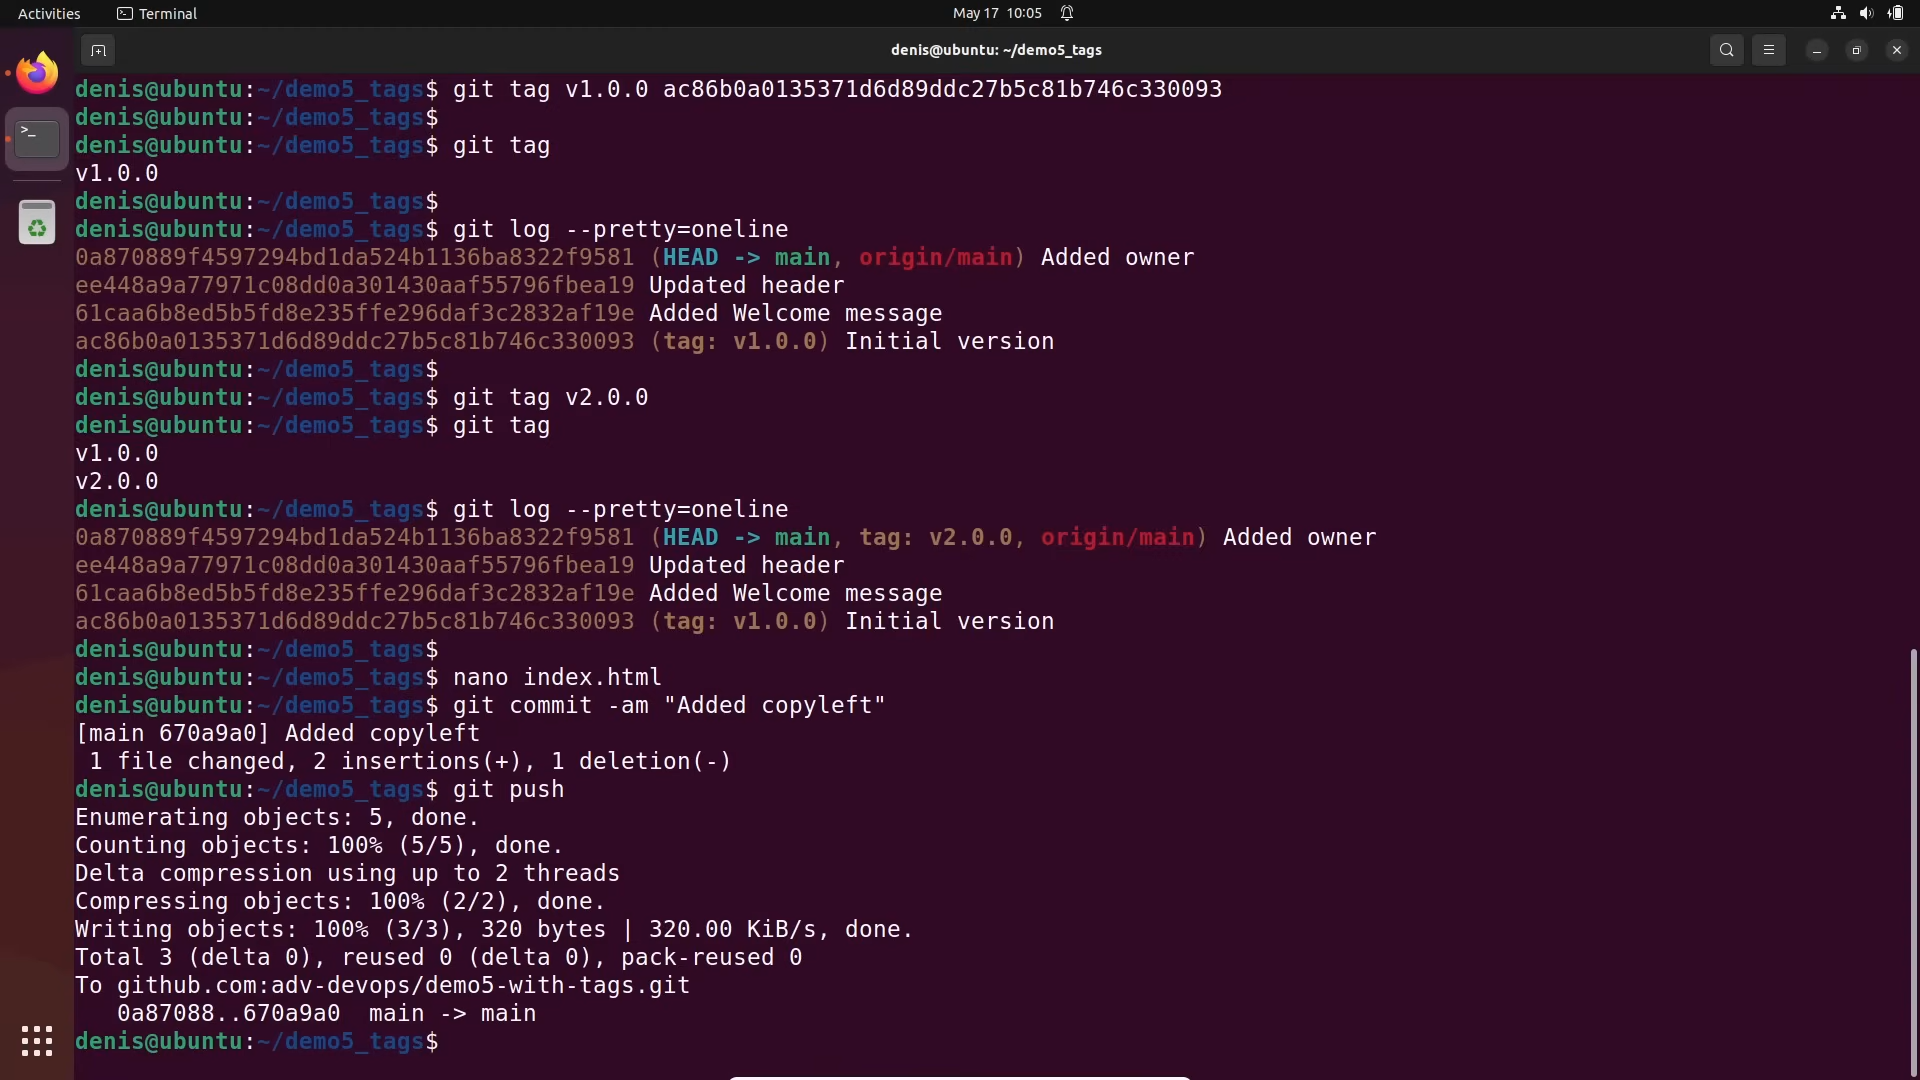 Activities
Terminal
May 17 10:05
denis@ubuntu: ~/demo5_tags
denis@ubuntu:~/demo5_tags$ git tag v1.0.0 ac86b0a0135371d6d89ddc27b5c81b746c330093
denis@ubuntu:~/demo5_tags$
denis@ubuntu:~/demo5_tags$ git tag
v1.0.0
denis@ubuntu:~/demo5_tags$
denis@ubuntu:~/demo5_tags$ git log --pretty=oneline
0a870889f4597294bd1da524b1136ba8322f9581 (HEAD -> main, origin/main) Added owner
ee448a9a77971c08dd0a301430aaf55796fbea19 Updated header
61caa6b8ed5b5fd8e235ffe296daf3c2832af19e Added Welcome message
ac86b0a0135371d6d89ddc27b5c81b746c330093 (tag: v1.0.0) Initial version
denis@ubuntu:~/demo5_tags$
denis@ubuntu:~/demo5_tags$ git tag v2.0.0
denis@ubuntu:~/demo5_tags$ git tag
v1.0.0
v2.0.0
denis@ubuntu:~/demo5_tags$ git log --pretty=oneline
0a870889f4597294bd1da524b1136ba8322f9581 (HEAD -> main, tag: v2.0.0, origin/main) Added owner
ee448a9a77971c08dd0a301430aaf55796fbea19 Updated header
61caa6b8ed5b5fd8e235ffe296daf3c2832af19e Added Welcome message
ac86b0a0135371d6d89ddc27b5c81b746c330093 (tag: v1.0.0) Initial version
denis@ubuntu:~/demo5_tags$
denis@ubuntu:~/demo5_tags$ nano index.html
denis@ubuntu:~/demo5_tags$ git commit -am "Added copyleft"
[main 670a9a0] Added copyleft
 1 file changed, 2 insertions(+), 1 deletion(-)
denis@ubuntu:~/demo5_tags$ git push
Enumerating objects: 5, done.
Counting objects: 100% (5/5), done.
Delta compression using up to 2 threads
Compressing objects: 100% (2/2), done.
Writing objects: 100% (3/3), 320 bytes | 320.00 KiB/s, done.
Total 3 (delta 0), reused 0 (delta 0), pack-reused 0
To github.com:adv-devops/demo5-with-tags.git
   0a87088..670a9a0  main -> main
denis@ubuntu:~/demo5_tags$